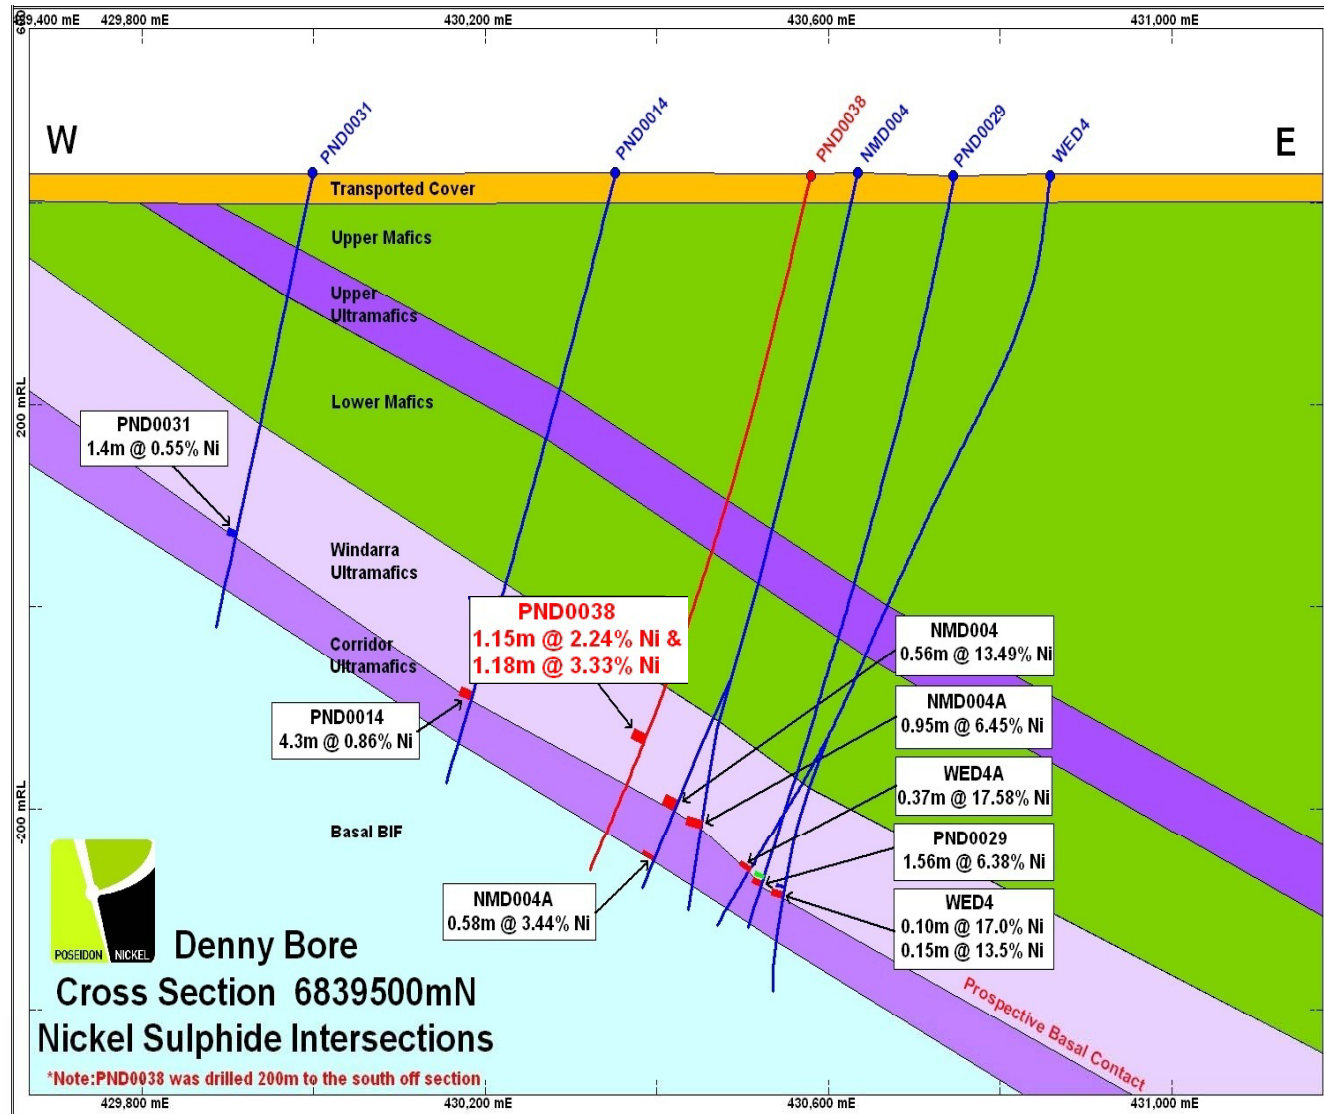 429,400 mE
429,800 mE
430,200 mE
430,600 mE
431,000 mE
600
W
E
PND0031
PND0014
PND0038
NMD004
PND0029
WED4
Transported Cover
Upper Mafics
Upper
Ultramafics
Lower Mafics
200 mRL
PND0031
1.4m @ 0.55% Ni
Windarra
Ultramafics
PND0038
1.15m @ 2.24% Ni &
1.18m @ 3.33% Ni
Corridor
Ultramafics
NMD004
0.56m @ 13.49% Ni
NMD004A
0.95m @ 6.45% Ni
PND0014
4.3m @ 0.86% Ni
WED4A
0.37m @ 17.58% Ni
-200 mRL
Basal BIF
PND0029
1.56m @ 6.38% Ni
NMD004A
0.58m @ 3.44% Ni
WED4
0.10m @ 17.0% Ni
0.15m @ 13.5% Ni
POSEIDON NICKEL
Denny Bore
Cross Section 6839500mN
Nickel Sulphide Intersections
*Note:PND0038 was drilled 200m to the south off section
Prospective Basal Contact
429,800 mE
430,200 mE
430,600 mE
431,000 mE